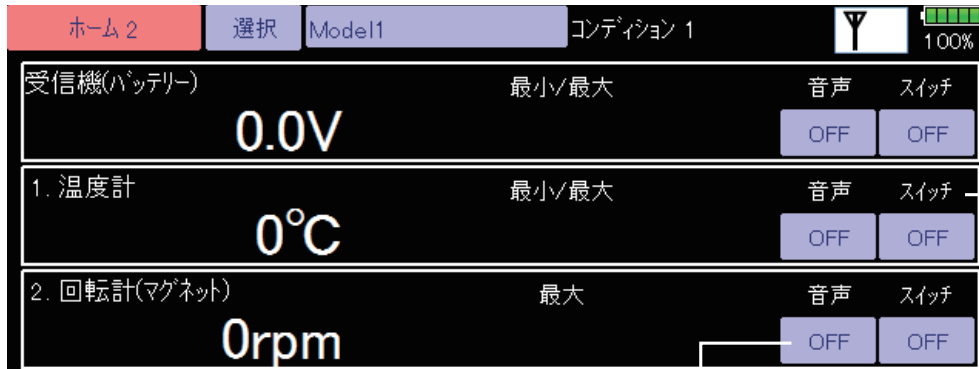 ホーム 2 選択 Model1 コンディション 1 100%
受信機(バッテリー) 最小/最大 音声 スイッチ
0.0V OFF OFF
1. 温度計 最小/最大 音声 スイッチ
0°C OFF OFF
2. 回転計(マグネット) 最大 音声 スイッチ
0rpm OFF OFF